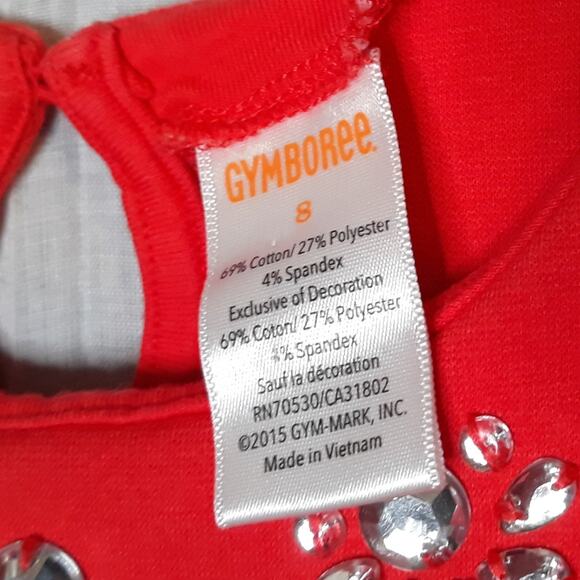 GYMBOREE
8
69% Cotton/ 27% Polyester
4% Spandex
Exclusive of Decoration
69% Coton/ 27% Polyester
4% Spandex
Sauf la décoration
RN70530/CA31802
©2015 GYM-MARK, INC.
Made in Vietnam